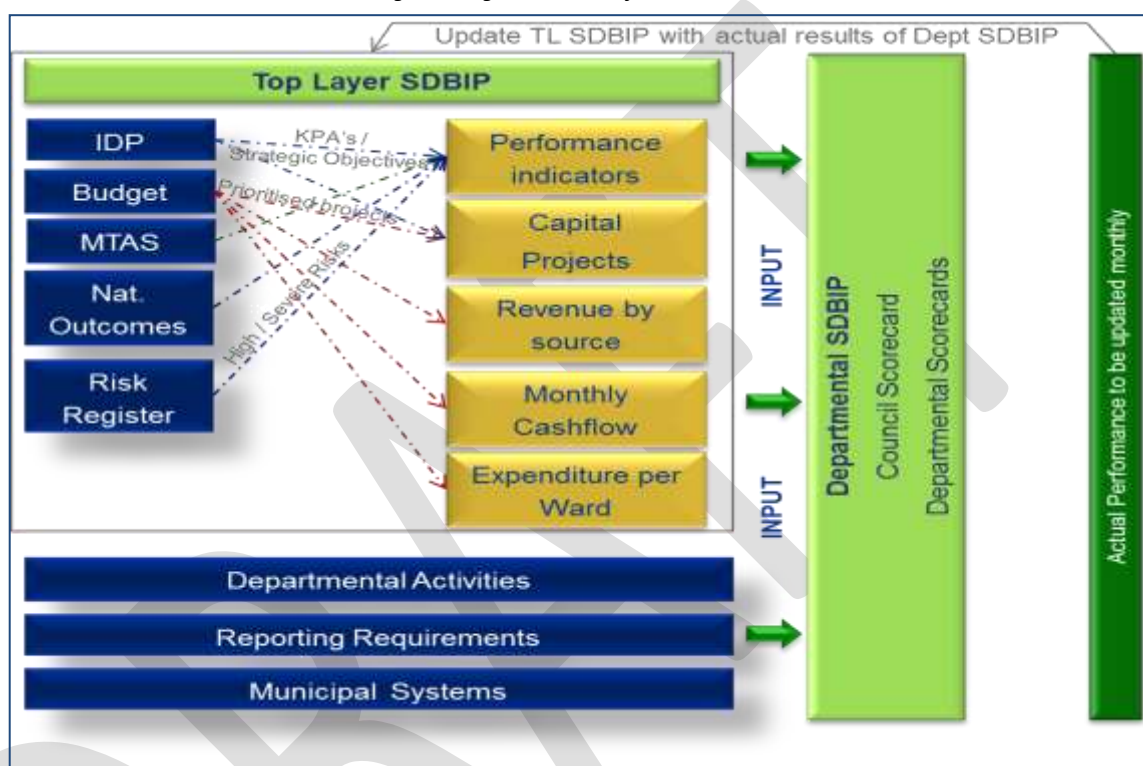 Update TL SDBIP with actual results of Dept SDBIP
Top Layer SDBIP
IDP
Budget
MTAS
Nat.
Outcomes
Risk
Register
KPA's /
Strategic Objectives
Prioritised projects
High / Severe Risks
Performance
indicators
Capital
Projects
Revenue by
source
Monthly
Cashflow
Expenditure per
Ward
INPUT
INPUT
Departmental SDBIP
Council Scorecard
Departmental Scorecards
Actual Performance to be updated monthly
Departmental Activities
Reporting Requirements
Municipal Systems
DRAFT